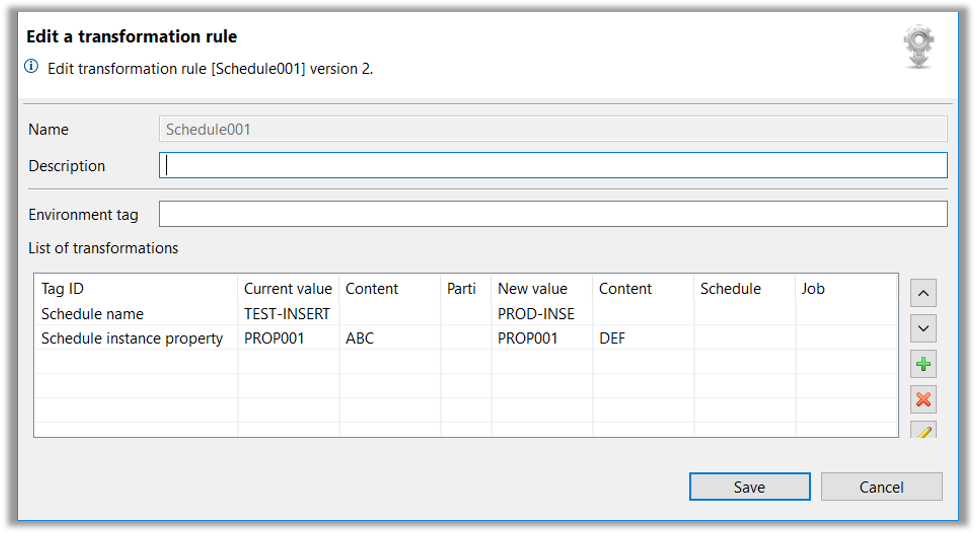 Edit a transformation rule
Edit transformation rule [Schedule001] version 2.
Name Schedule001
Description
Environment tag
List of transformations
Tag ID Current value Content Parti New value Content Schedule Job
Schedule name TEST-INSERT PROD-INSE
Schedule instance property PROP001 ABC PROP001 DEF
Save Cancel